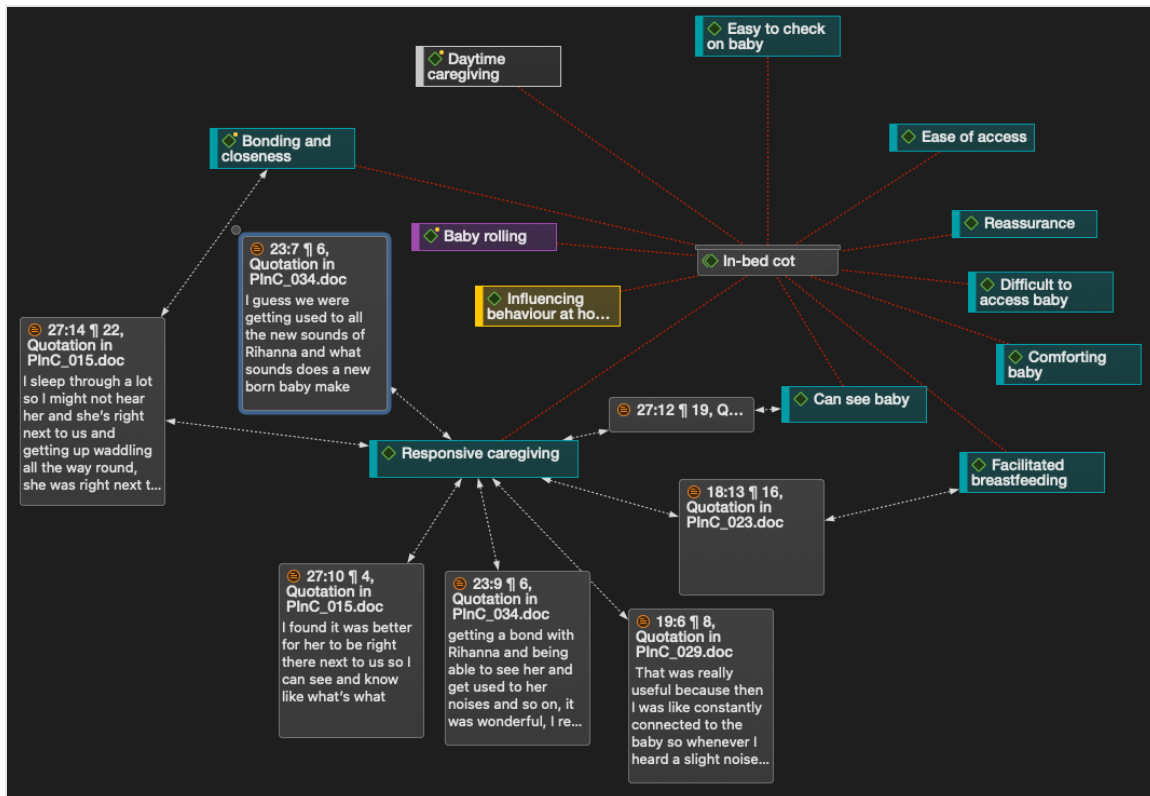 Easy to check
on baby
Daytime
caregiving
Ease of access
Bonding and
closeness
Reassurance
Baby rolling
In-bed cot
Difficult to
access baby
Influencing
behaviour at ho...
23:7 ¶ 6,
Quotation in
PInC_034.doc
I guess we were
getting used to all
the new sounds of
Rihanna and what
sounds does a new
born baby make
27:14 ¶ 22,
Quotation in
PInC_015.doc
I sleep through a lot
so I might not hear
her and she's right
next to us and
getting up waddling
all the way round,
she was right next t...
Comforting
baby
Can see baby
27:12 ¶ 19, Q...
Responsive caregiving
Facilitated
breastfeeding
18:13 ¶ 16,
Quotation in
PInC_023.doc
27:10 ¶ 4,
Quotation in
PInC_015.doc
I found it was better
for her to be right
there next to us so I
can see and know
like what's what
23:9 ¶ 6,
Quotation in
PInC_034.doc
getting a bond with
Rihanna and being
able to see her and
get used to her
noises and so on, it
was wonderful, I re...
19:6 ¶ 8,
Quotation in
PInC_029.doc
That was really
useful because then
I was like constantly
connected to the
baby so whenever I
heard a slight noise...